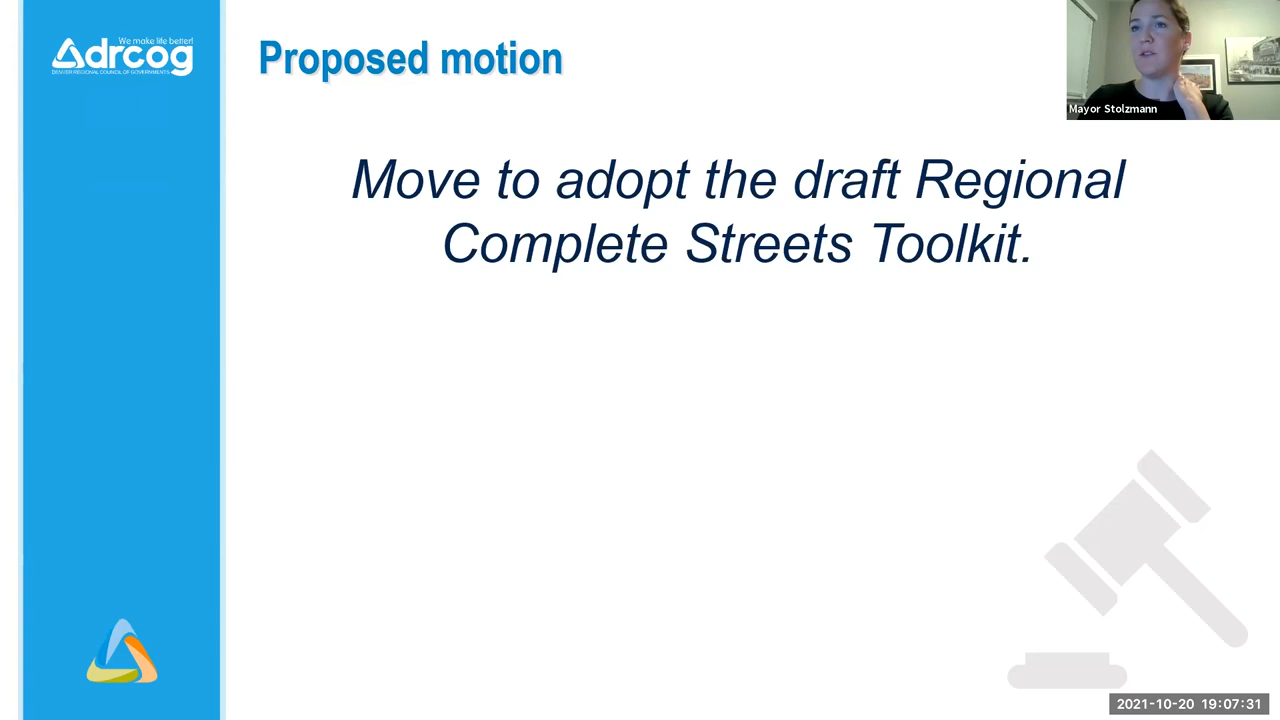 We make life better!
drcog
DENVER REGIONAL COUNCIL OF GOVERNMENTS
Proposed motion
Mayor Stolzmann
Move to adopt the draft Regional
Complete Streets Toolkit.
2021-10-20 19:07:31